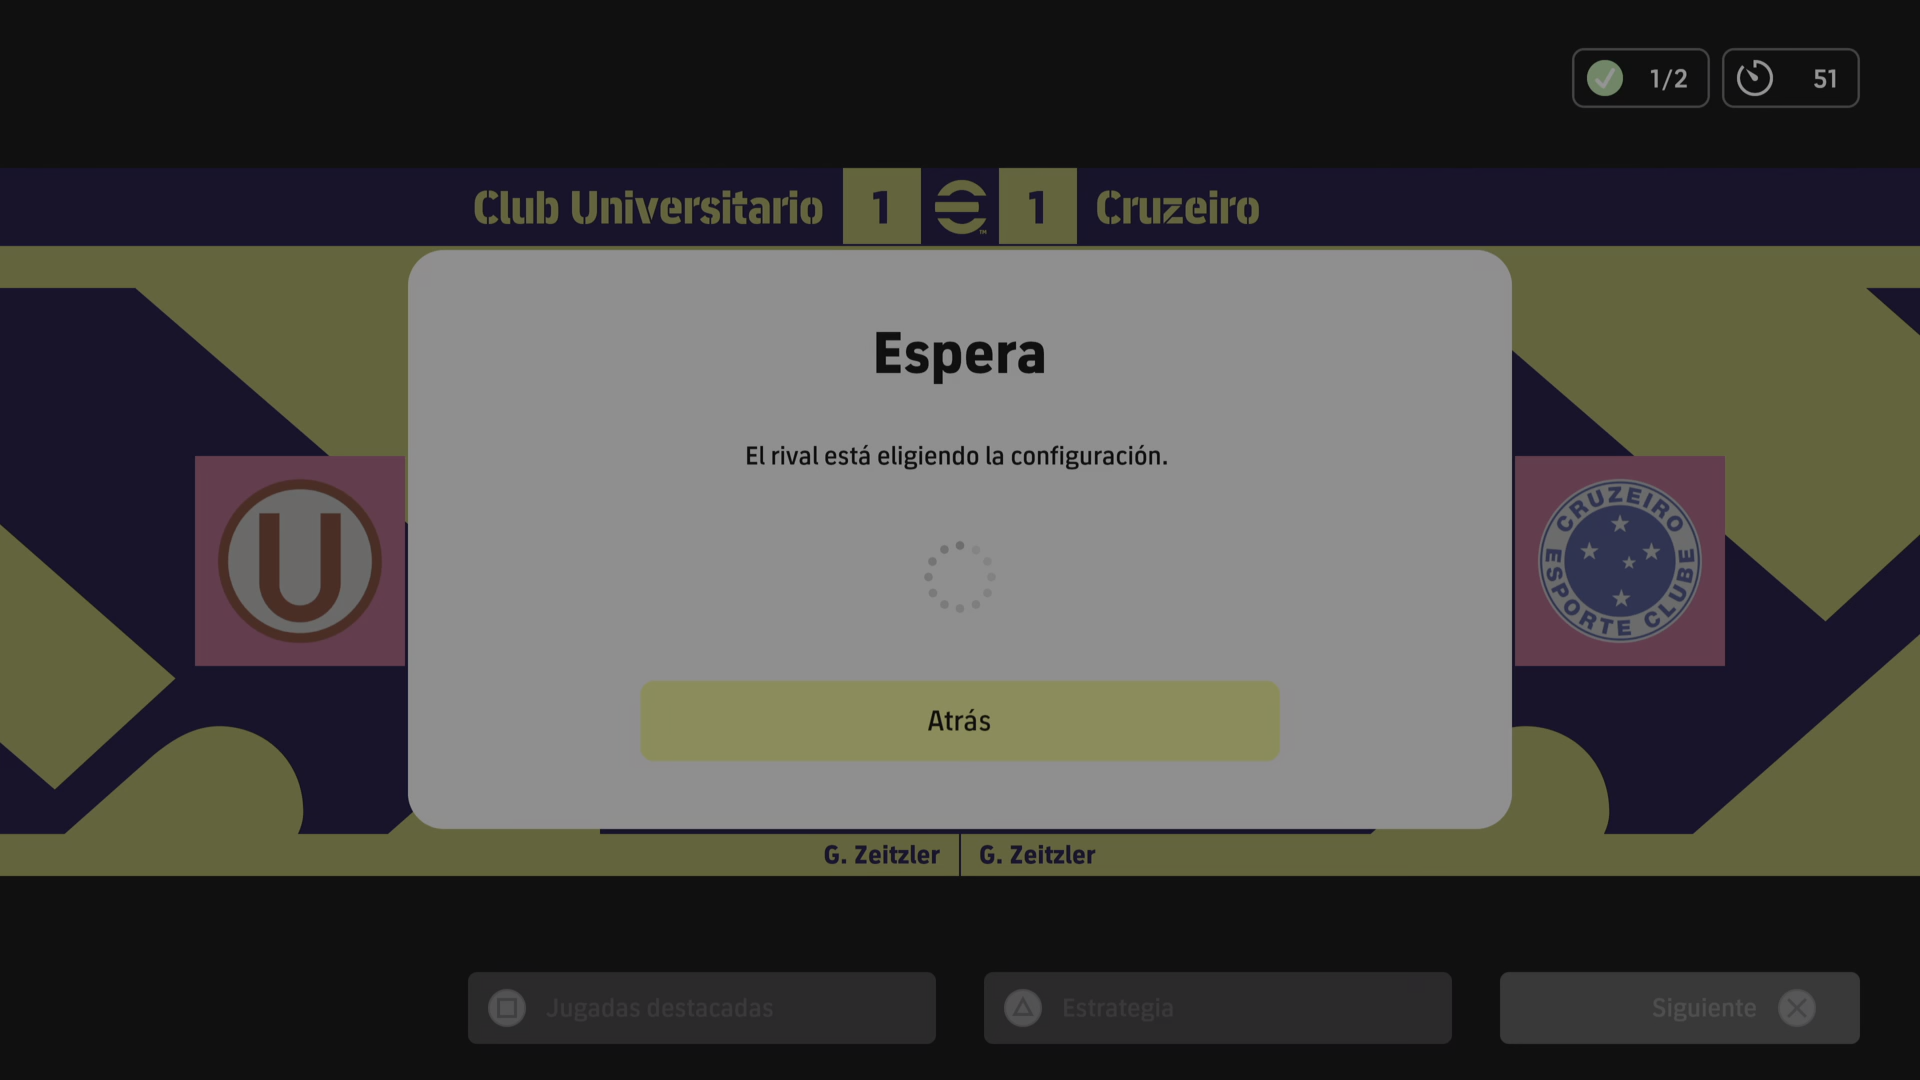 1/2
51
Club Universitario 1 1 Cruzeiro
TM
Espera
El rival está eligiendo la configuración.
U
CRUZEIRO
ESPORTE CLUBE
Atrás
G. Zeitzler G. Zeitzler
Jugadas destacadas
Estrategia
Siguiente